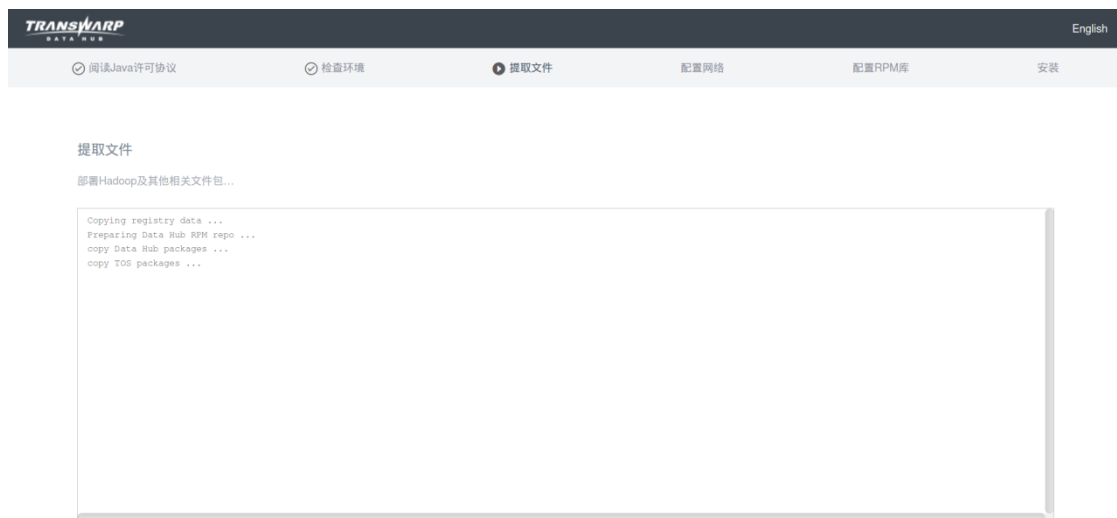 TRANSWARP
DATA HUB
English
阅读Java许可协议
检查环境
提取文件
配置网络
配置RPM库
安装
提取文件
部署Hadoop及其他相关文件包...
Copying registry data ...
Preparing Data Hub RPM repo ...
copy Data Hub packages ...
copy TOS packages ...